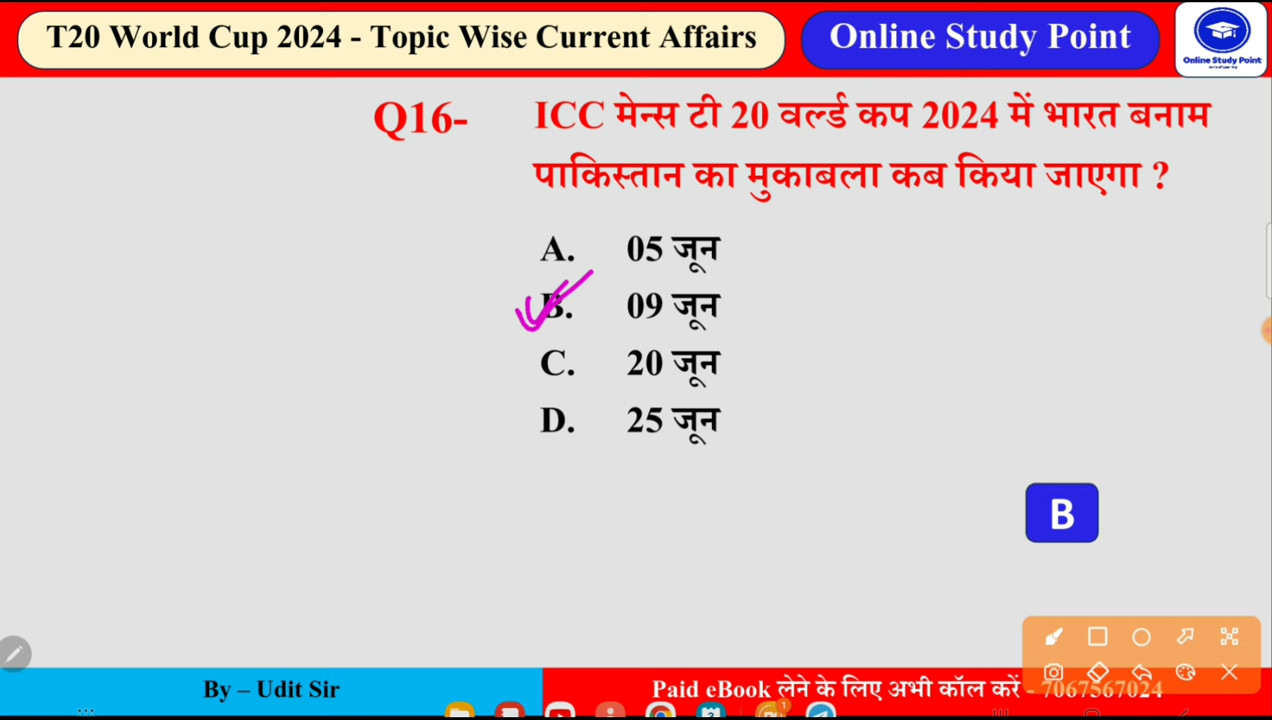 T20 World Cup 2024 - Topic Wise Current Affairs
Online Study Point
Online Study Point
Q16- ICC मेन्स टी 20 वर्ल्ड कप 2024 में भारत बनाम
पाकिस्तान का मुकाबला कब किया जाएगा ?
A. 05 जून
B. 09 जून
C. 20 जून
D. 25 जून
B
By – Udit Sir
Paid eBook लेने के लिए अभी कॉल करें - 7067567024